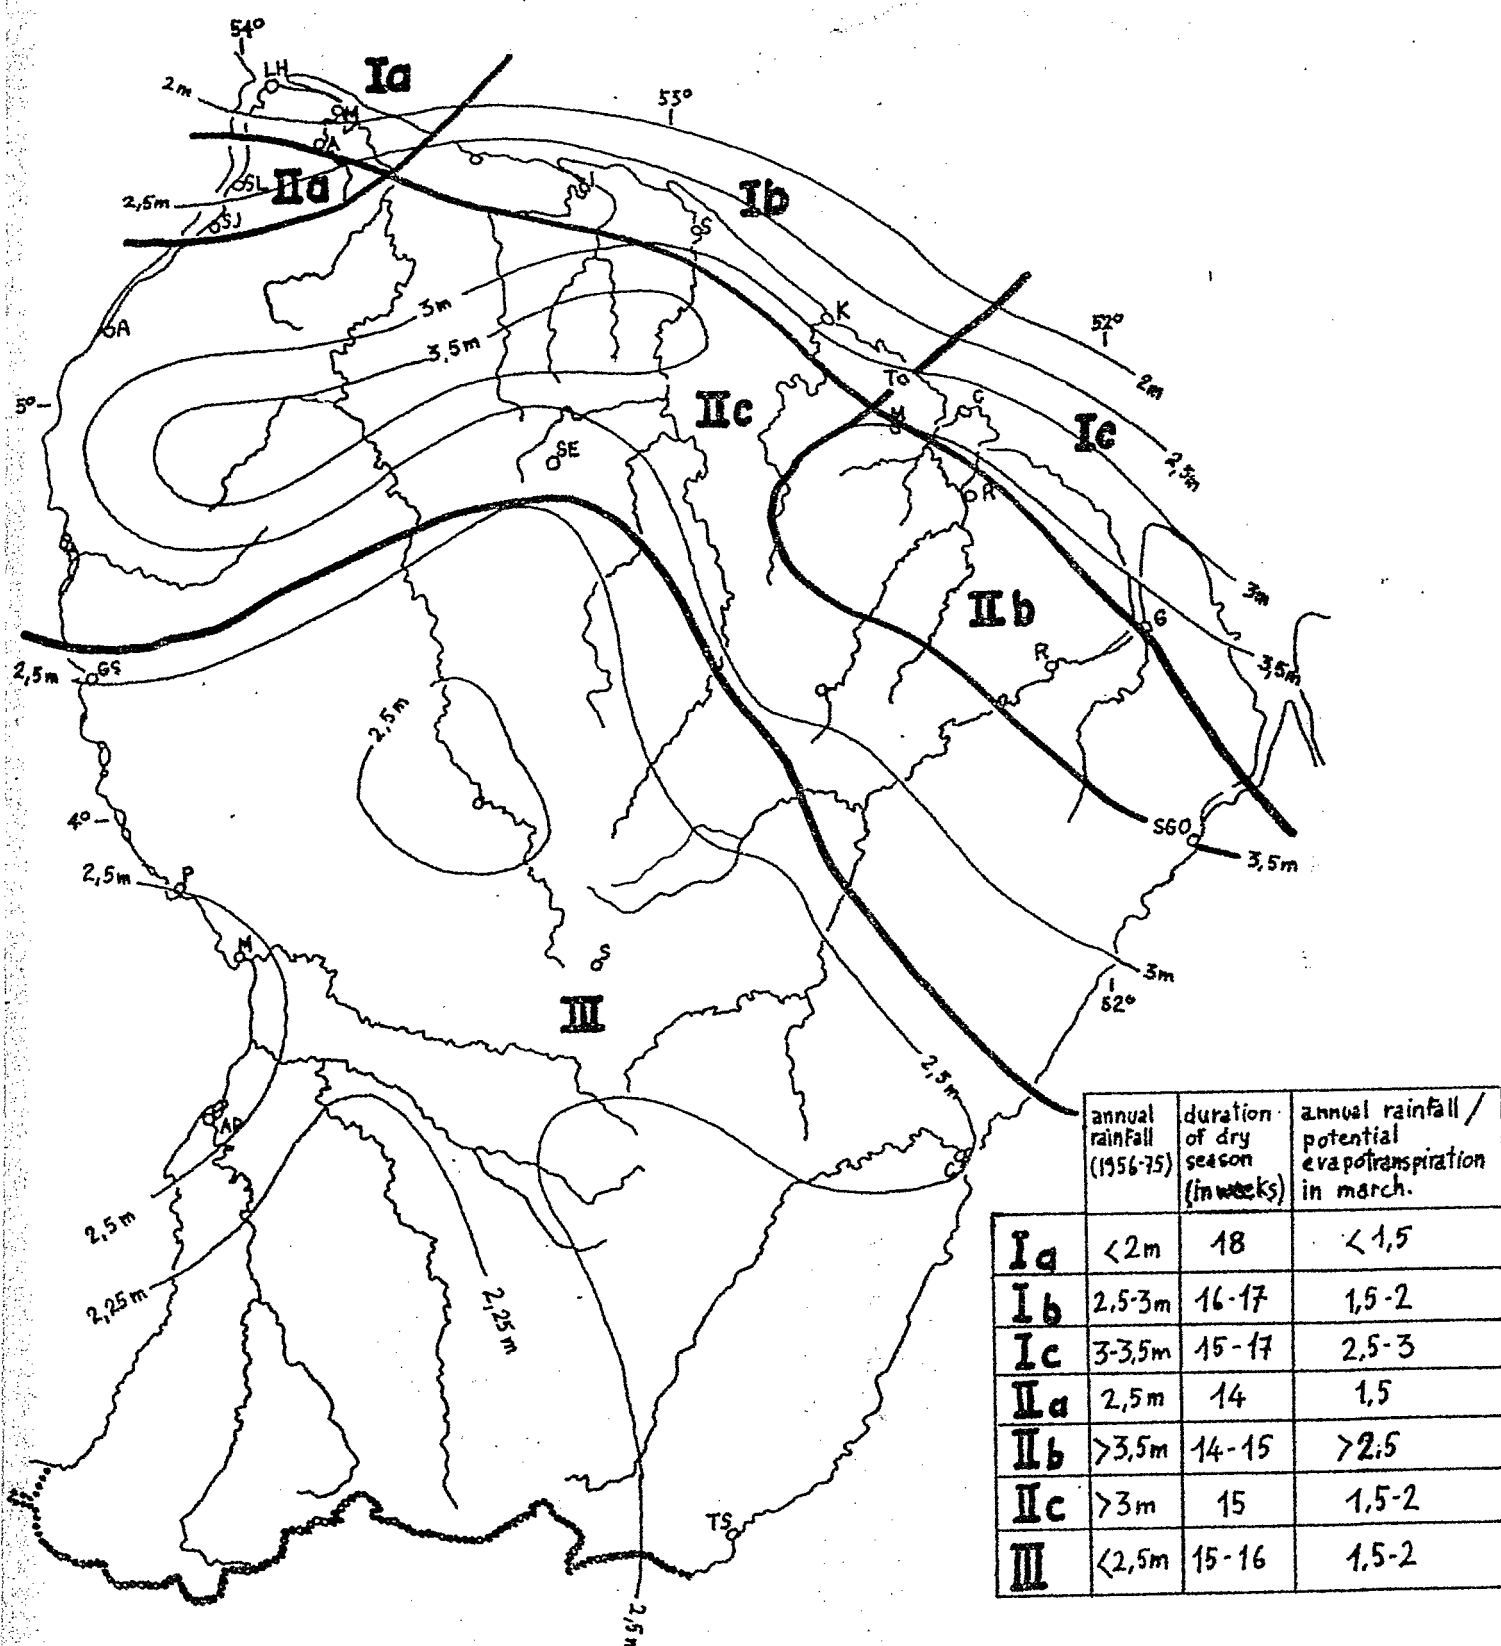 54°
LH
Ia
2m
M
53°
A
SL
IIa
2,5m
SJ
I
Ib
S
3m
K
A
52°
3,5m
2m
To
5°
IIc
C
M
Ic
SE
2,5m
R
IIb
3m
G
R
3,5m
GS
2,5m
2,5m
4°
SGO
3,5m
P
2,5m
M
S
3m
52°
III
2,5m
AP
C
2,5m
2,25m
2,25m
TS
2,5m
annual rainfall (1956-75)
duration of dry season (in weeks)
annual rainfall / potential evapotranspiration in march.
Ia <2m 18 <1,5
Ib 2,5-3m 16-17 1,5-2
Ic 3-3,5m 15-17 2,5-3
IIa 2,5m 14 1,5
IIb >3,5m 14-15 >2,5
IIc >3m 15 1,5-2
III <2,5m 15-16 1,5-2